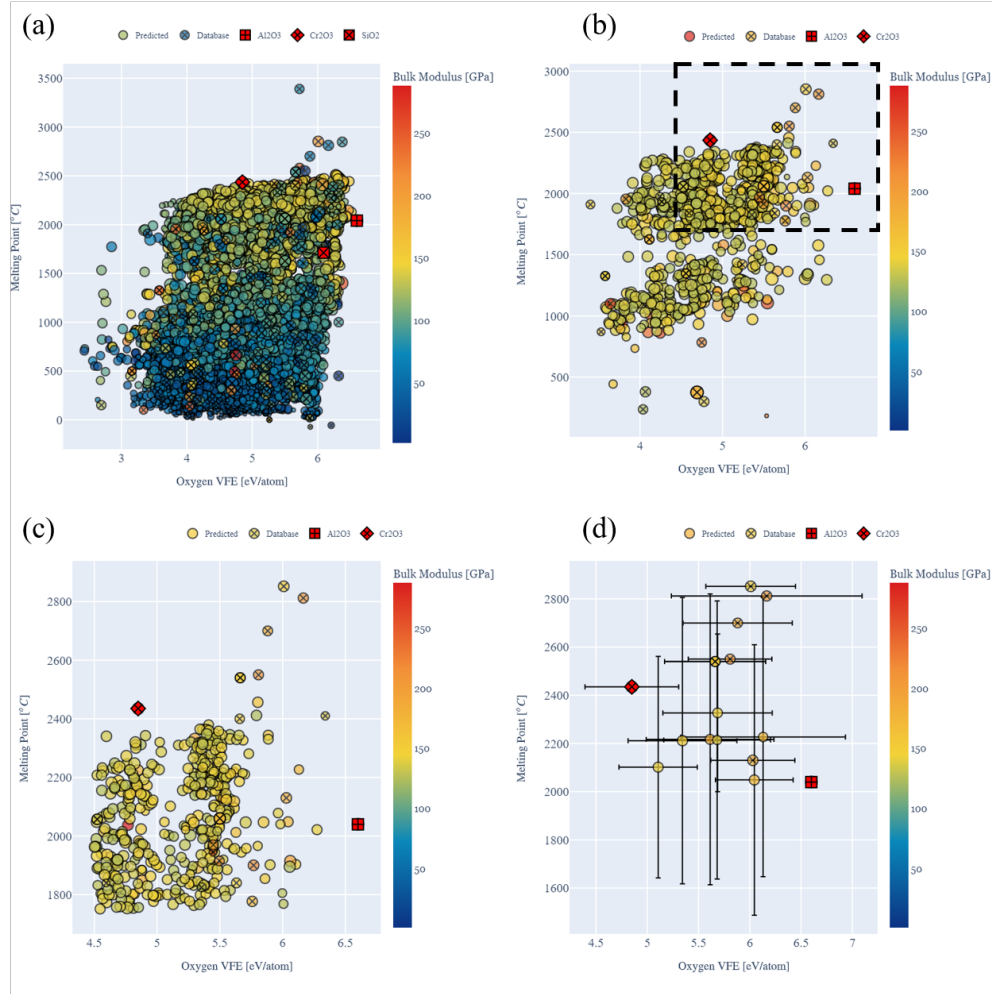 (a)
Predicted Database Al2O3 Cr2O3 SiO2
Bulk Modulus [GPa]
3500
3000
2500
2000
1500
1000
500
0
Melting Point [°C]
3 4 5 6
Oxygen VFE [eV/atom]
250
200
150
100
50
(b)
Predicted Database Al2O3 Cr2O3
Bulk Modulus [GPa]
3000
2500
2000
1500
1000
500
Melting Point [°C]
4 5 6
Oxygen VFE [eV/atom]
250
200
150
100
50
(c)
Predicted Database Al2O3 Cr2O3
Bulk Modulus [GPa]
2800
2600
2400
2200
2000
1800
Melting Point [°C]
4.5 5 5.5 6 6.5
Oxygen VFE [eV/atom]
250
200
150
100
50
(d)
Predicted Database Al2O3 Cr2O3
Bulk Modulus [GPa]
2800
2600
2400
2200
2000
1800
1600
Melting Point [°C]
4.5 5 5.5 6 6.5 7
Oxygen VFE [eV/atom]
250
200
150
100
50